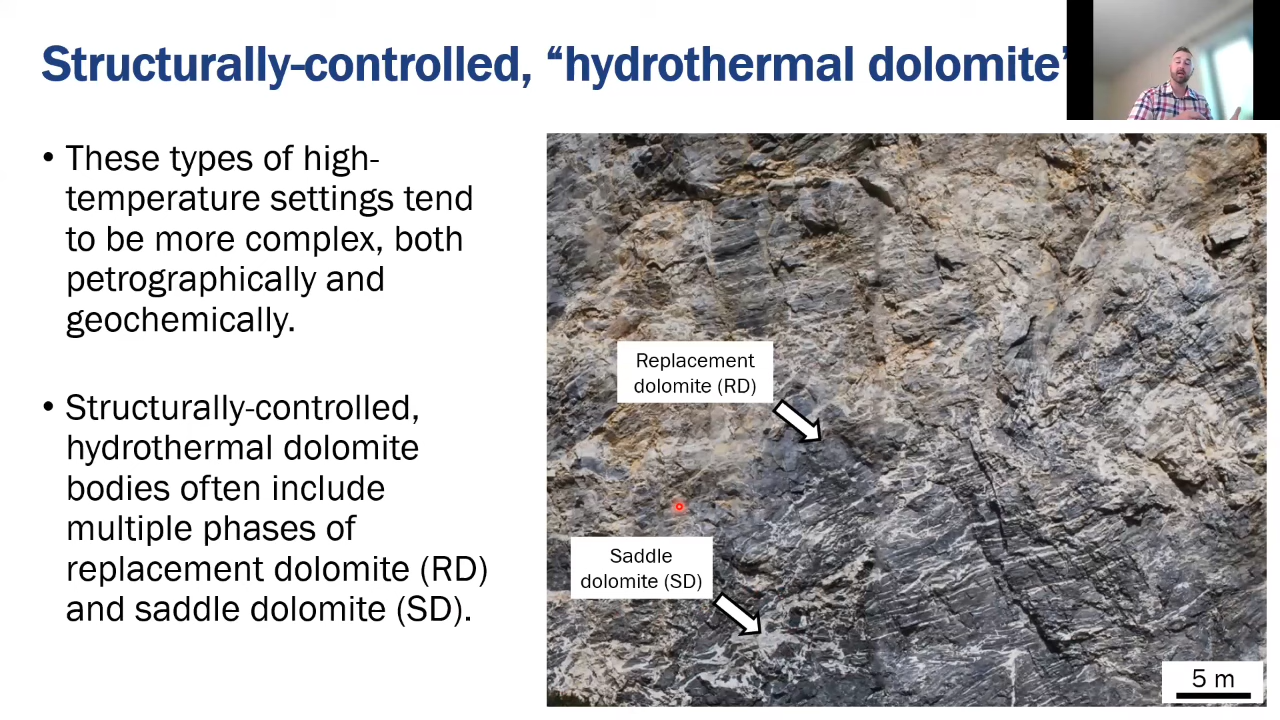 Structurally-controlled, “hydrothermal dolomite”
• These types of high-
temperature settings tend
to be more complex, both
petrographically and
geochemically.
• Structurally-controlled,
hydrothermal dolomite
bodies often include
multiple phases of
replacement dolomite (RD)
and saddle dolomite (SD).
Replacement
dolomite (RD)
Saddle
dolomite (SD)
5 m